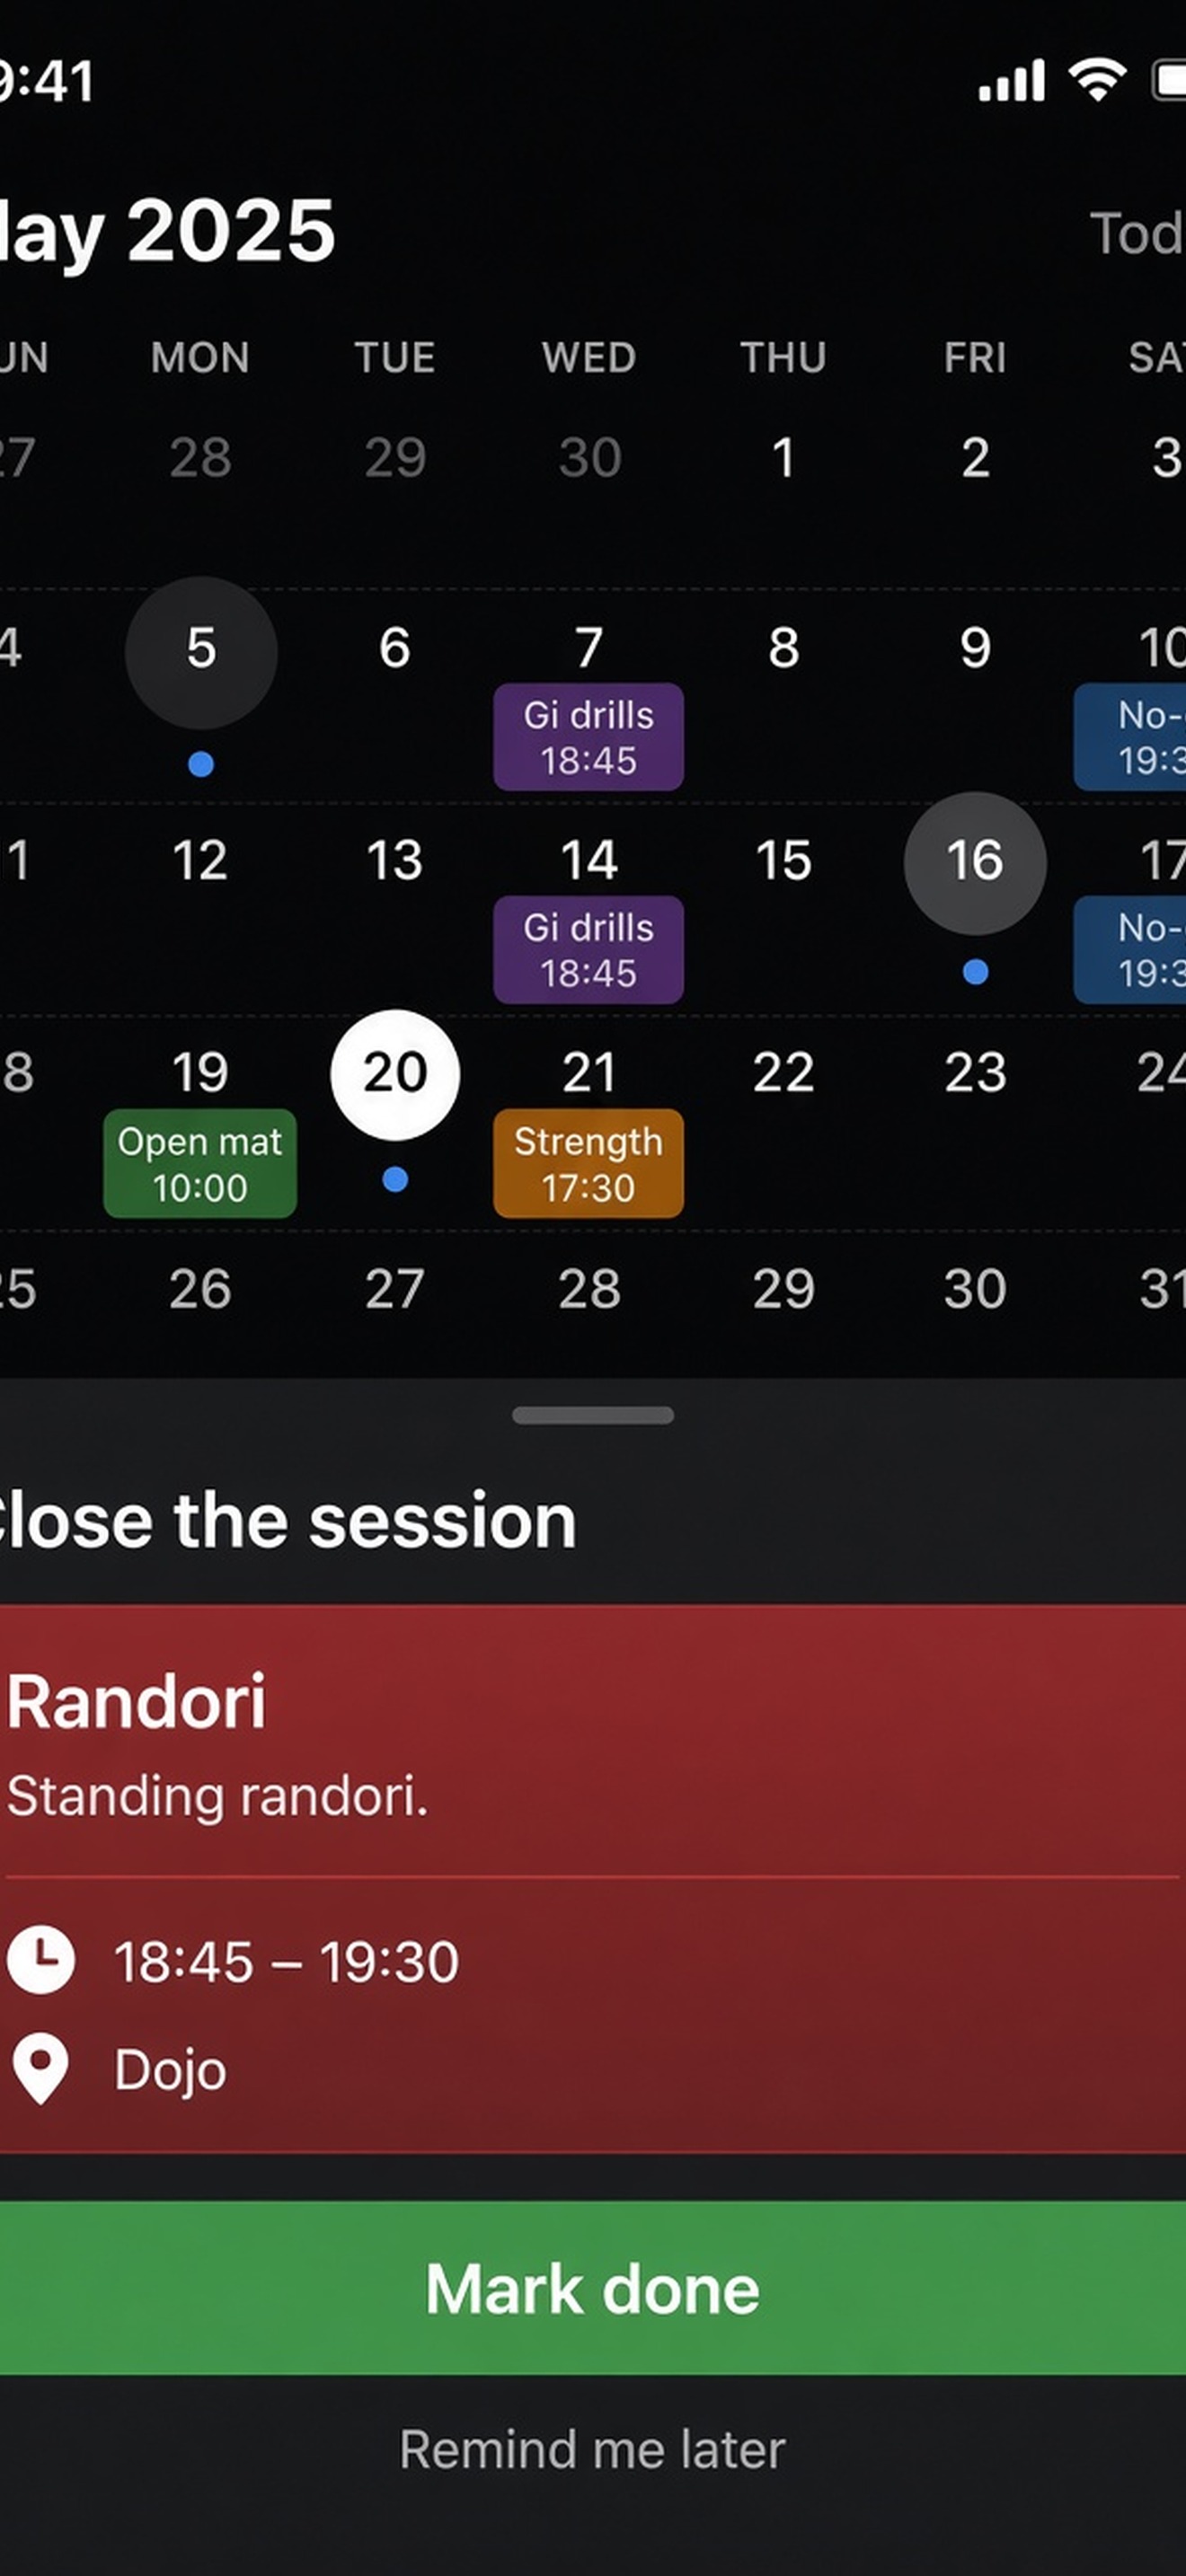 9:41
May 2025
Tod
UN MON TUE WED THU FRI SAT
27 28 29 30 1 2 3
4 5 6 7 8 9 10
Gi drills No-
18:45 19:3
11 12 13 14 15 16 17
Gi drills No-
18:45 19:3
18 19 20 21 22 23 24
Open mat Strength
10:00 17:30
25 26 27 28 29 30 31
Close the session
Randori
Standing randori.
18:45 – 19:30
Dojo
Mark done
Remind me later